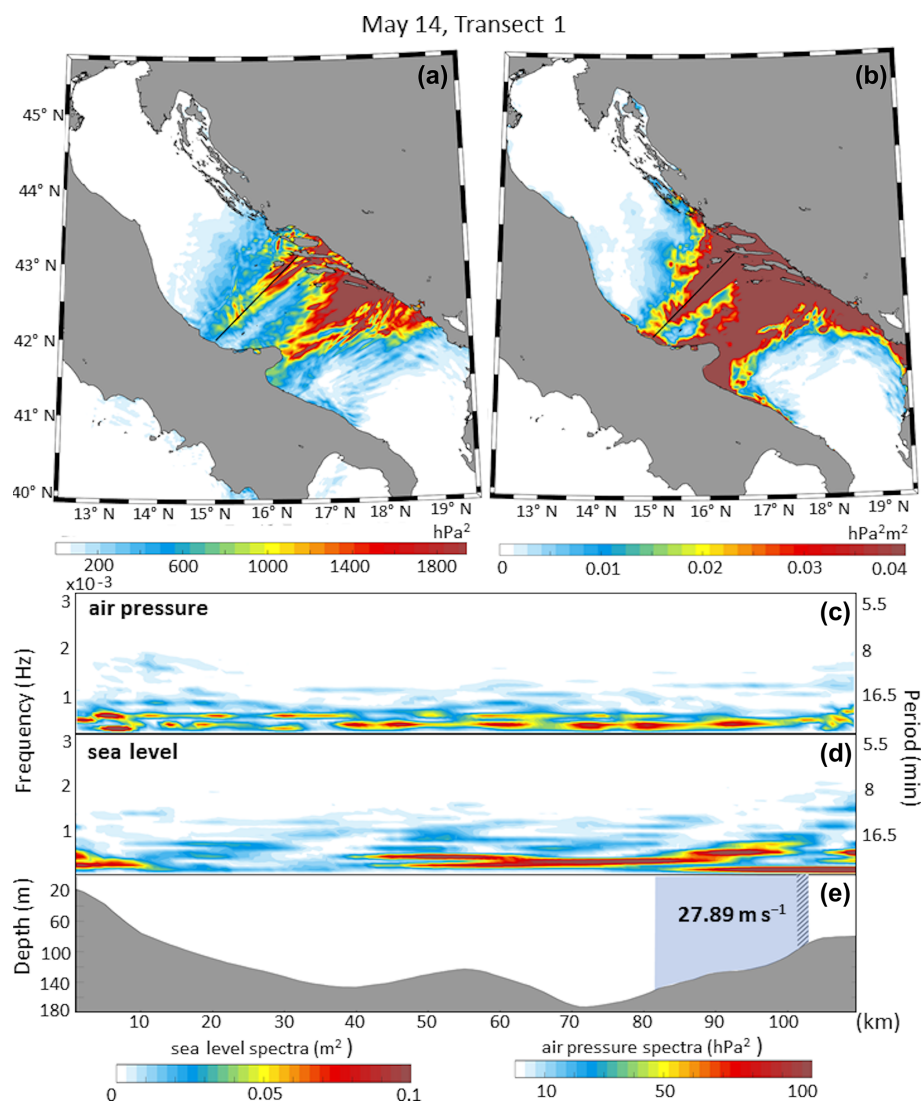 May 14, Transect 1
(a)
(b)
45° N
44° N
43° N
42° N
41° N
40° N
13° N 14° N 15° N 16° N 17° N 18° N 19° N
13° N 14° N 15° N 16° N 17° N 18° N 19° N
hPa²
200 600 1000 1400 1800
hPa²m²
0 0.01 0.02 0.03 0.04
x10⁻³
air pressure
(c)
3
2
1
5.5
8
16.5
sea level
(d)
3
2
1
5.5
8
16.5
Frequency (Hz)
Period (min)
(e)
27.89 m s⁻¹
Depth (m)
20
60
100
140
180
10 20 30 40 50 60 70 80 90 100 (km)
sea level spectra (m²)
0 0.05 0.1
air pressure spectra (hPa²)
10 50 100